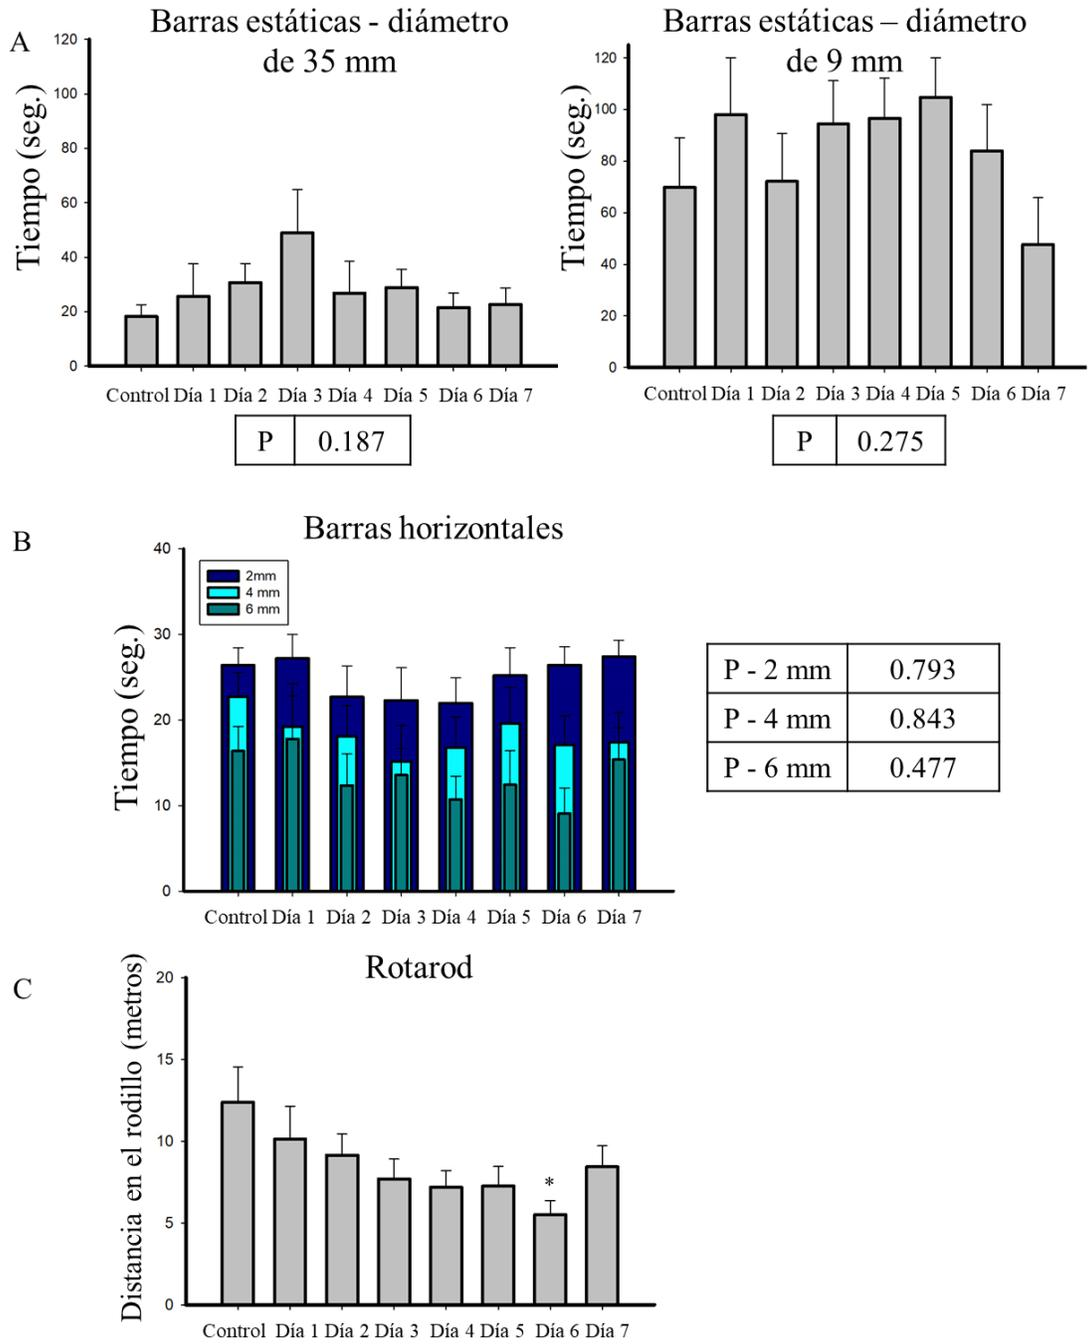 A
Barras estáticas - diámetro
de 35 mm
Tiempo (seg.)
120
100
80
60
40
20
0
Control Día 1 Día 2 Día 3 Día 4 Día 5 Día 6 Día 7
P 0.187
Barras estáticas – diámetro
de 9 mm
Tiempo (seg.)
120
100
80
60
40
20
0
Control Día 1 Día 2 Día 3 Día 4 Día 5 Día 6 Día 7
P 0.275
B
Barras horizontales
Tiempo (seg.)
40
30
20
10
0
2mm
4 mm
6 mm
Control Día 1 Día 2 Día 3 Día 4 Día 5 Día 6 Día 7
P - 2 mm 0.793
P - 4 mm 0.843
P - 6 mm 0.477
C
Rotarod
Distancia en el rodillo (metros)
20
15
10
5
0
*
Control Día 1 Día 2 Día 3 Día 4 Día 5 Día 6 Día 7